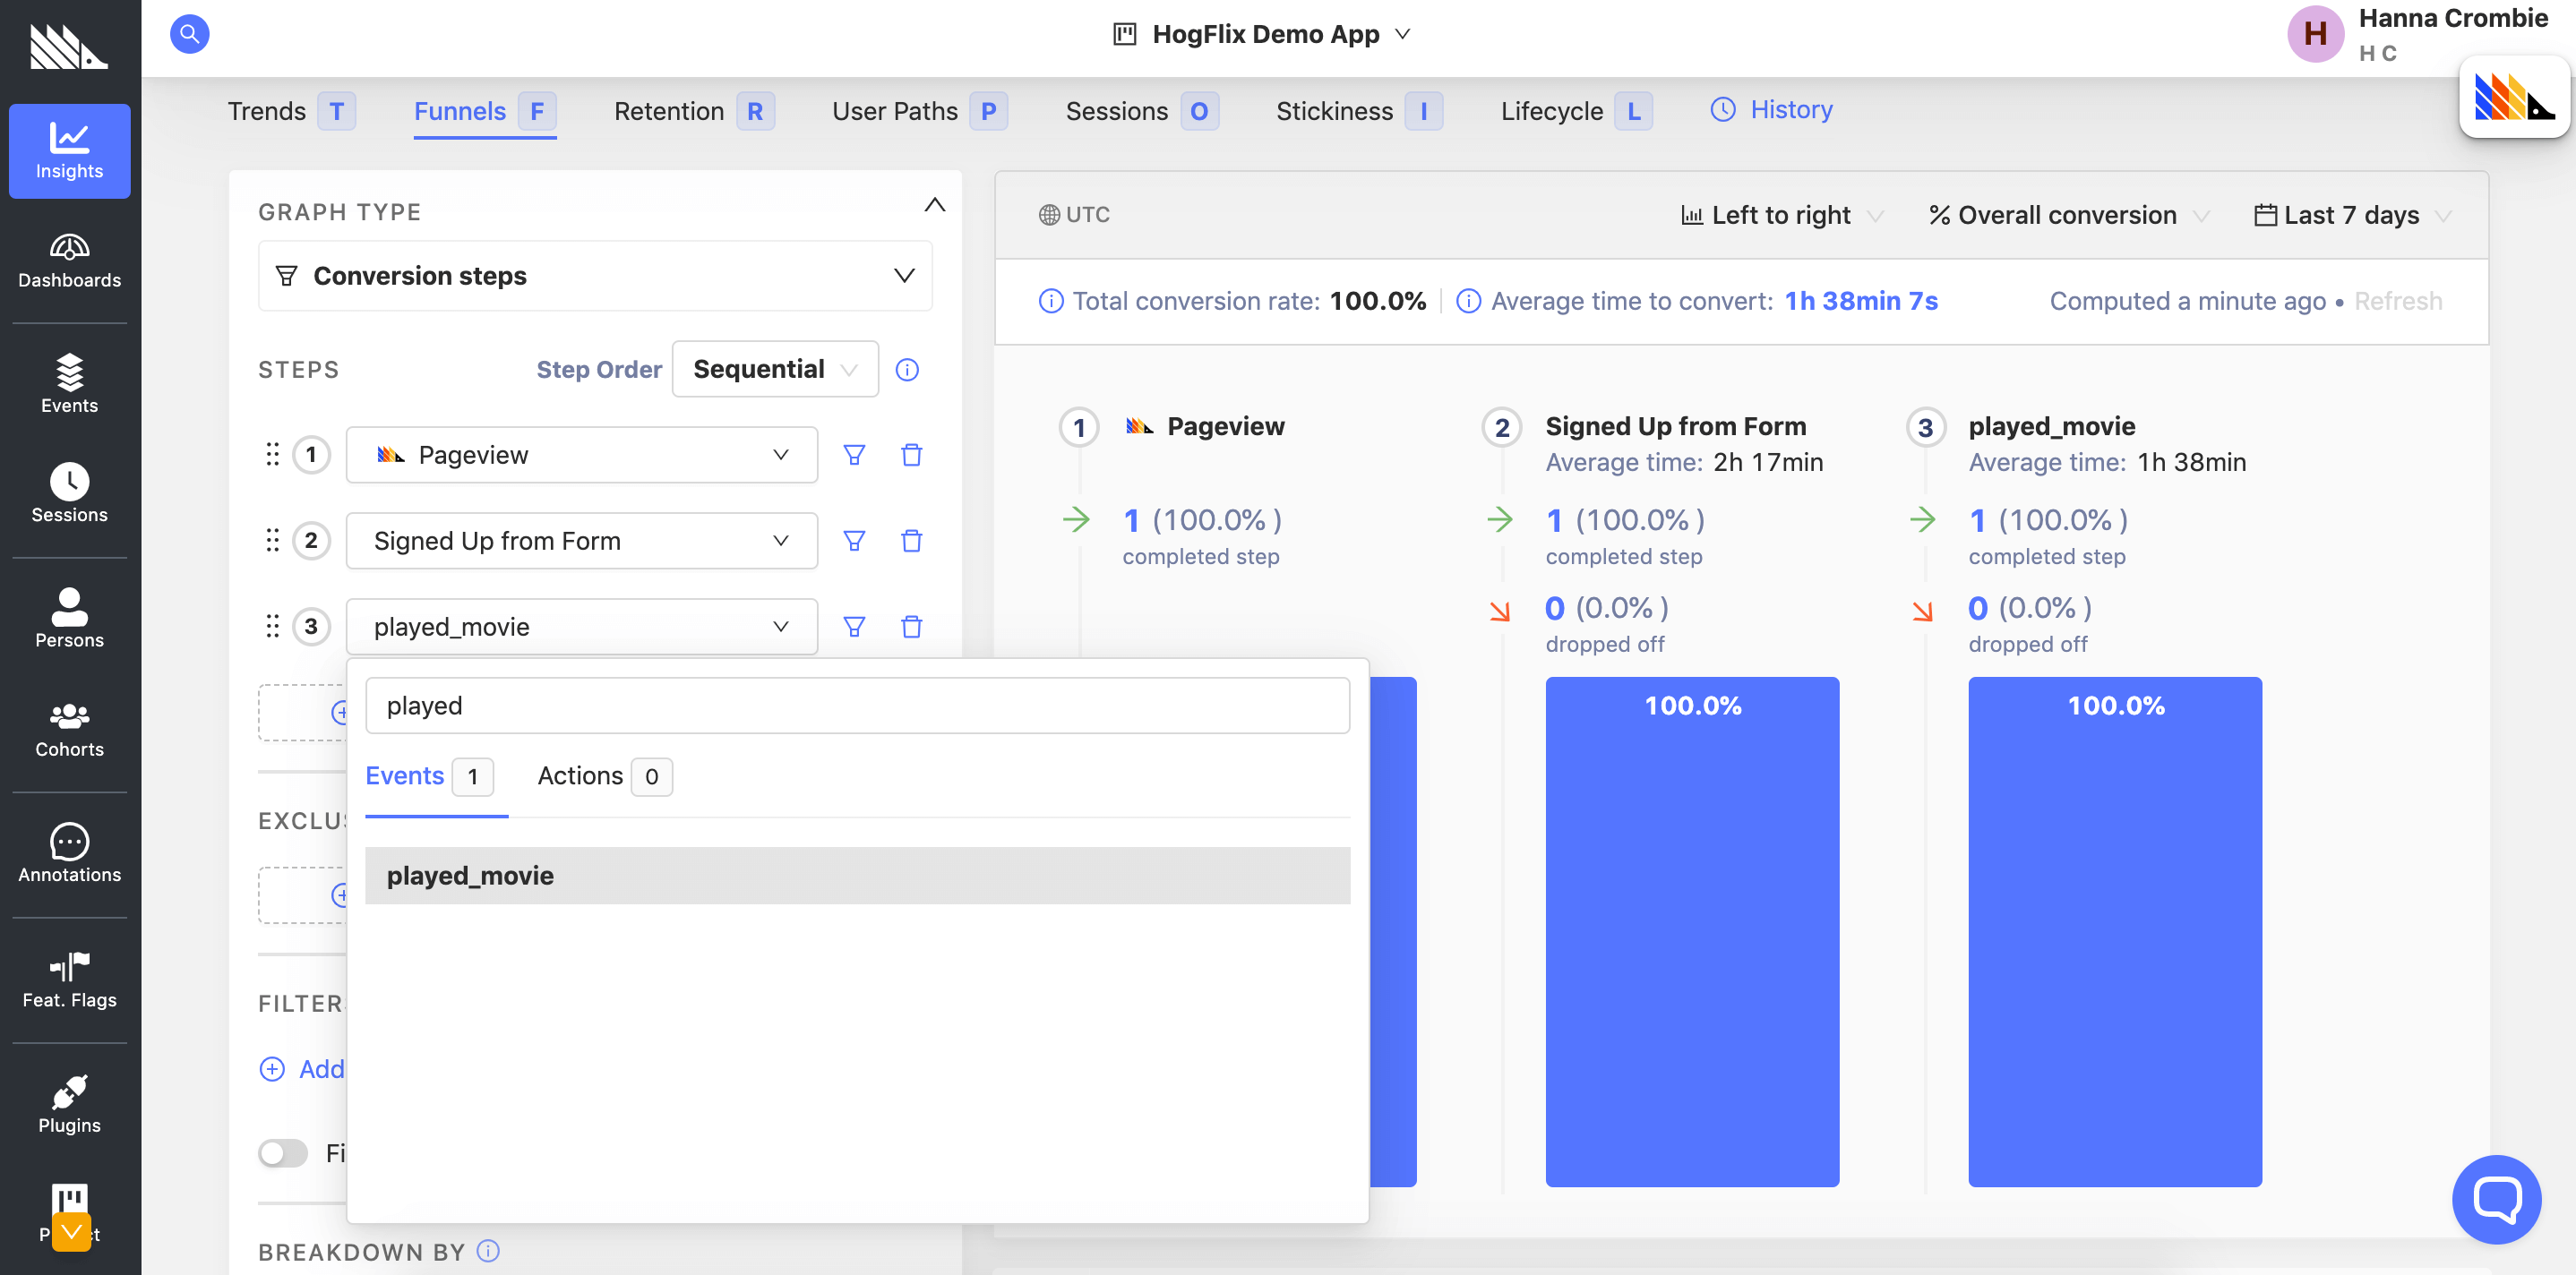 HogFlix Demo App
H
Hanna Crombie
H C
Insights
Dashboards
Events
Sessions
Persons
Cohorts
Annotations
Feat. Flags
Plugins
Trends T
Funnels F
Retention R
User Paths P
Sessions O
Stickiness I
Lifecycle L
History
GRAPH TYPE
Conversion steps
STEPS
Step Order
Sequential
1 Pageview
2 Signed Up from Form
3 played_movie
played
Events 1
Actions 0
played_movie
EXCLUS
FILTER
Add
Fi
BREAKDOWN BY
UTC
Left to right
% Overall conversion
Last 7 days
Total conversion rate: 100.0%
Average time to convert: 1h 38min 7s
Computed a minute ago • Refresh
1 Pageview
1 (100.0% )
completed step
2 Signed Up from Form
Average time: 2h 17min
1 (100.0% )
completed step
0 (0.0% )
dropped off
100.0%
3 played_movie
Average time: 1h 38min
1 (100.0% )
completed step
0 (0.0% )
dropped off
100.0%